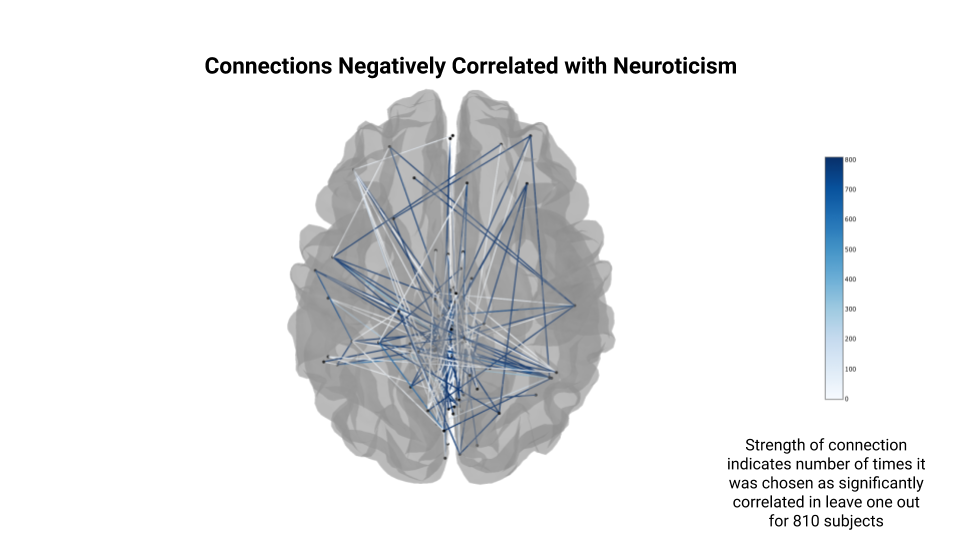 Connections Negatively Correlated with Neuroticism
800
700
600
500
400
300
200
100
0
Strength of connection
indicates number of times it
was chosen as significantly
correlated in leave one out
for 810 subjects